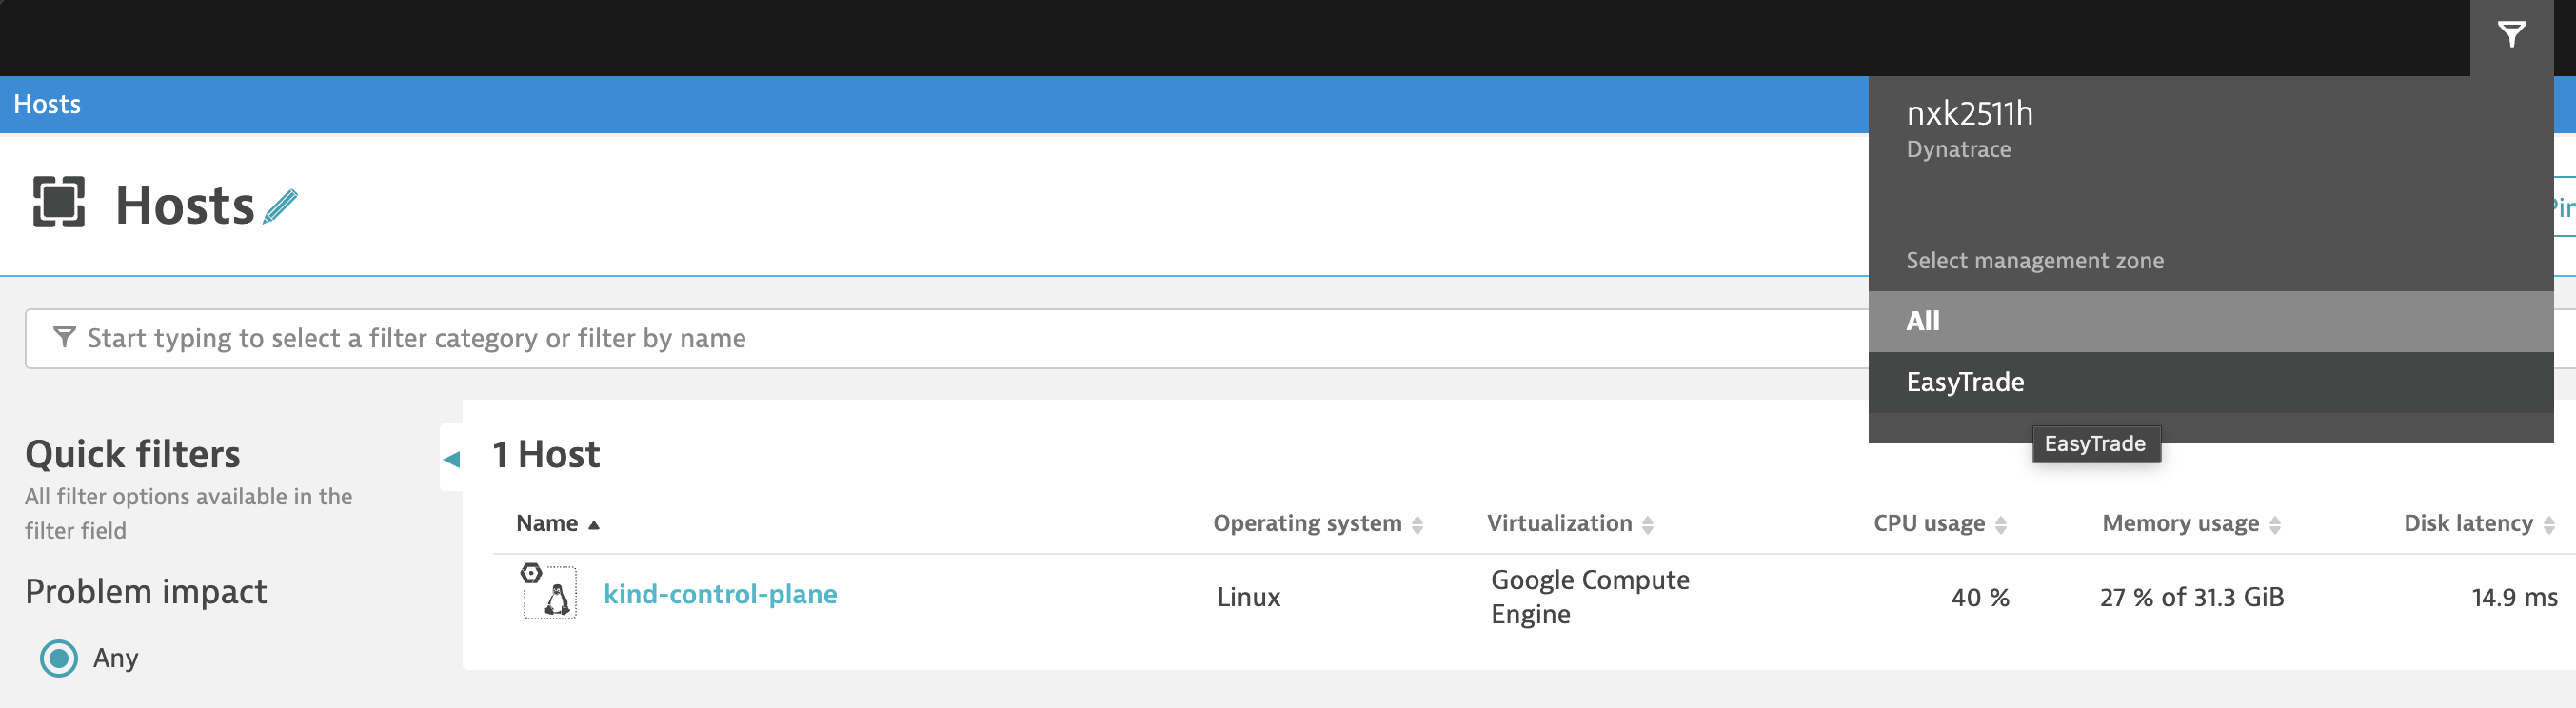 Hosts
nxk2511h
Dynatrace
Hosts
Select management zone
All
EasyTrade
EasyTrade
Start typing to select a filter category or filter by name
Quick filters
All filter options available in the
filter field
Problem impact
Any
1 Host
Name Operating system Virtualization CPU usage Memory usage Disk latency
kind-control-plane Linux Google Compute Engine 40 % 27 % of 31.3 GiB 14.9 ms